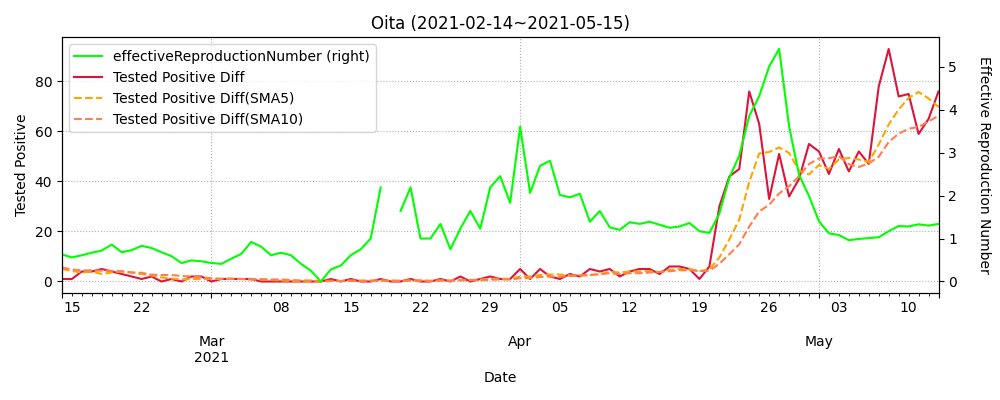 Oita (2021-02-14~2021-05-15)
effectiveReproductionNumber (right)
Tested Positive Diff
Tested Positive Diff(SMA5)
Tested Positive Diff(SMA10)
Tested Positive
80
60
40
20
0
5
4
3
2
1
0
Effective Reproduction Number
15 22 08 15 22 29 05 12 19 26 03 10
Mar Apr May
2021
Date